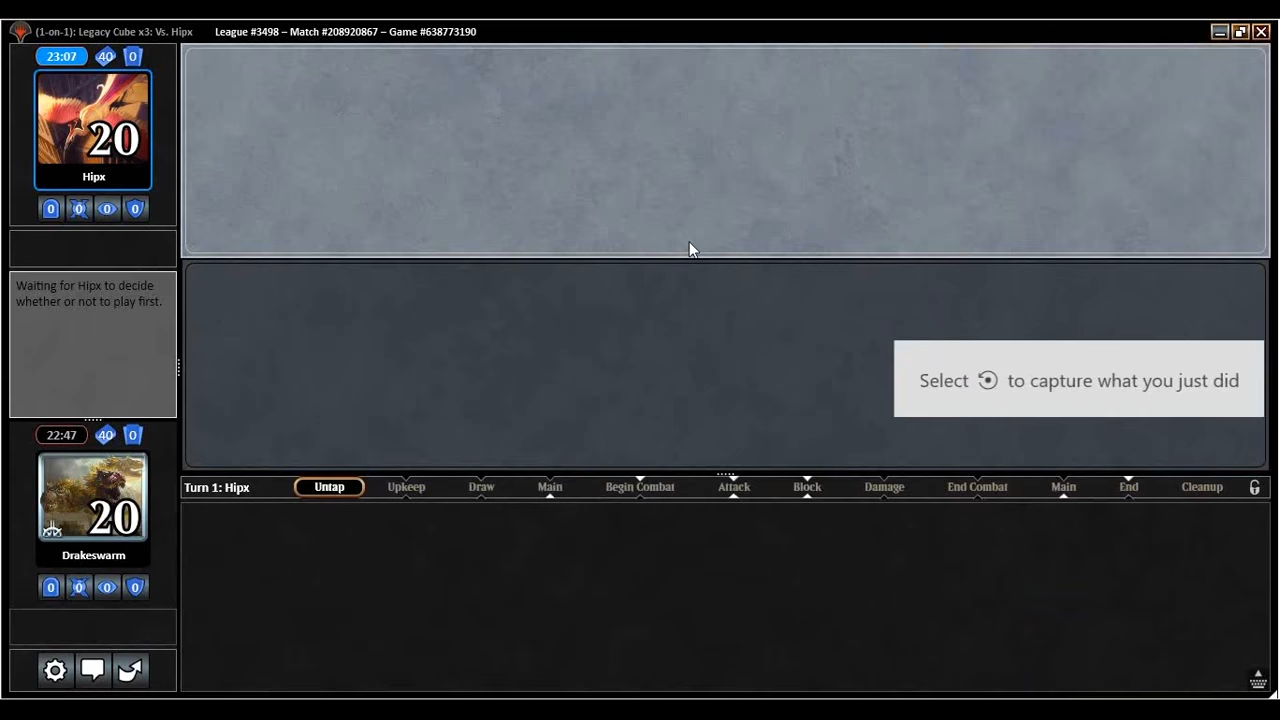 (1-on-1): Legacy Cube x3: Vs. Hipx League #3498 – Match #208920867 – Game #638773190
23:07 40 0
20
Hipx
0 0 0 0
Waiting for Hipx to decide
whether or not to play first.
Select to capture what you just did
22:47 40 0
Turn 1: Hipx Untap Upkeep Draw Main Begin Combat Attack Block Damage End Combat Main End Cleanup
20
Drakeswarm
0 0 0 0